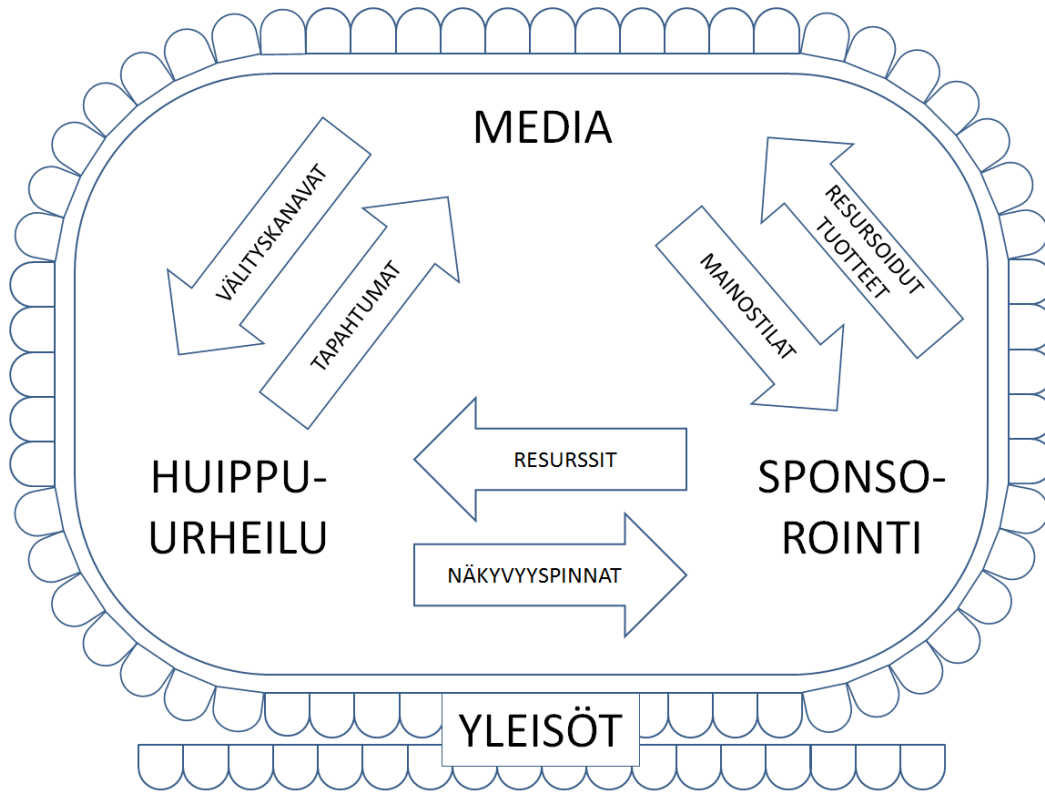 MEDIA
VÄLITYSKANAVAT
TAPAHTUMAT
RESURSOIDUT
TUOTTEET
MAINOSTILAT
HUIPPU-
URHEILU
RESURSSIT
NÄKYVYYSPINNAT
SPONSO-
ROINTI
YLEISÖT